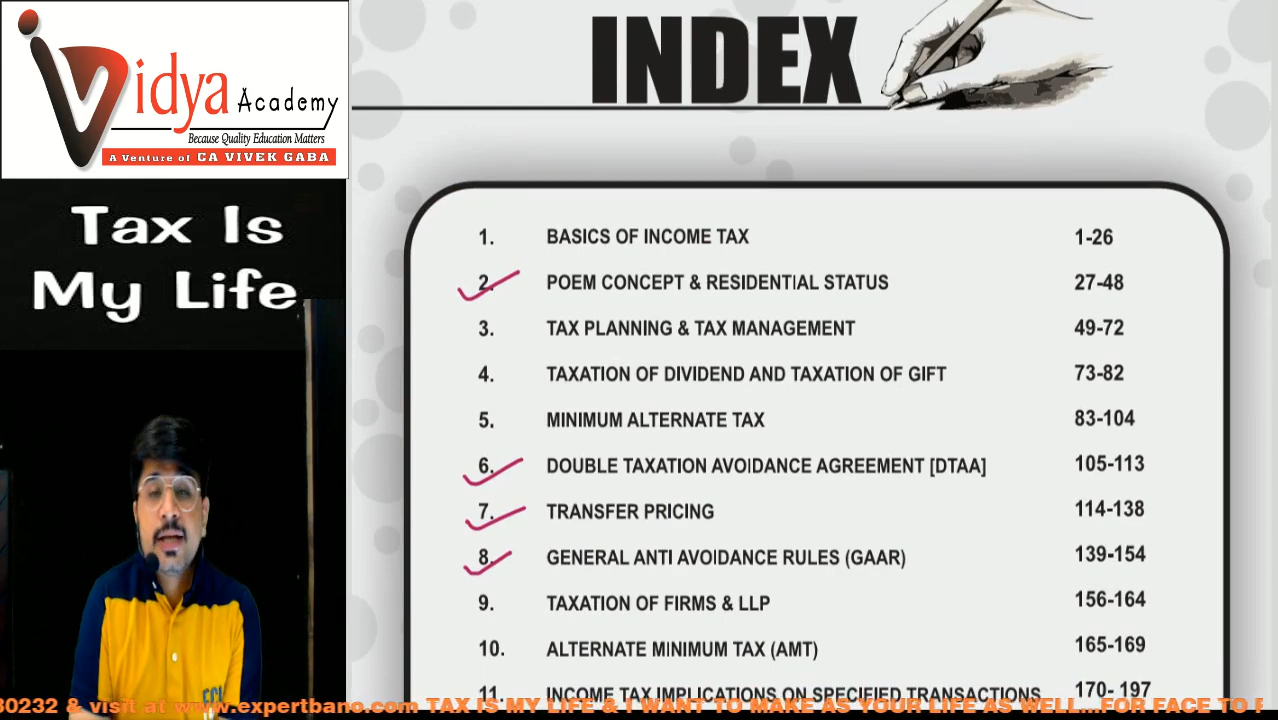 Vidya Academy
Because Quality Education Matters
A Venture of CA VIVEK GABA
Tax Is
My Life
INDEX
1. BASICS OF INCOME TAX 1-26
2. POEM CONCEPT & RESIDENTIAL STATUS 27-48
3. TAX PLANNING & TAX MANAGEMENT 49-72
4. TAXATION OF DIVIDEND AND TAXATION OF GIFT 73-82
5. MINIMUM ALTERNATE TAX 83-104
6. DOUBLE TAXATION AVOIDANCE AGREEMENT [DTAA] 105-113
7. TRANSFER PRICING 114-138
8. GENERAL ANTI AVOIDANCE RULES (GAAR) 139-154
9. TAXATION OF FIRMS & LLP 156-164
10. ALTERNATE MINIMUM TAX (AMT) 165-169
11. INCOME TAX IMPLICATIONS ON SPECIFIED TRANSACTIONS 170- 197
30232 & visit at www.expertbano.com TAX IS MY LIFE & I WANT TO MAKE AS YOUR LIFE AS WELL...FOR FACE TO